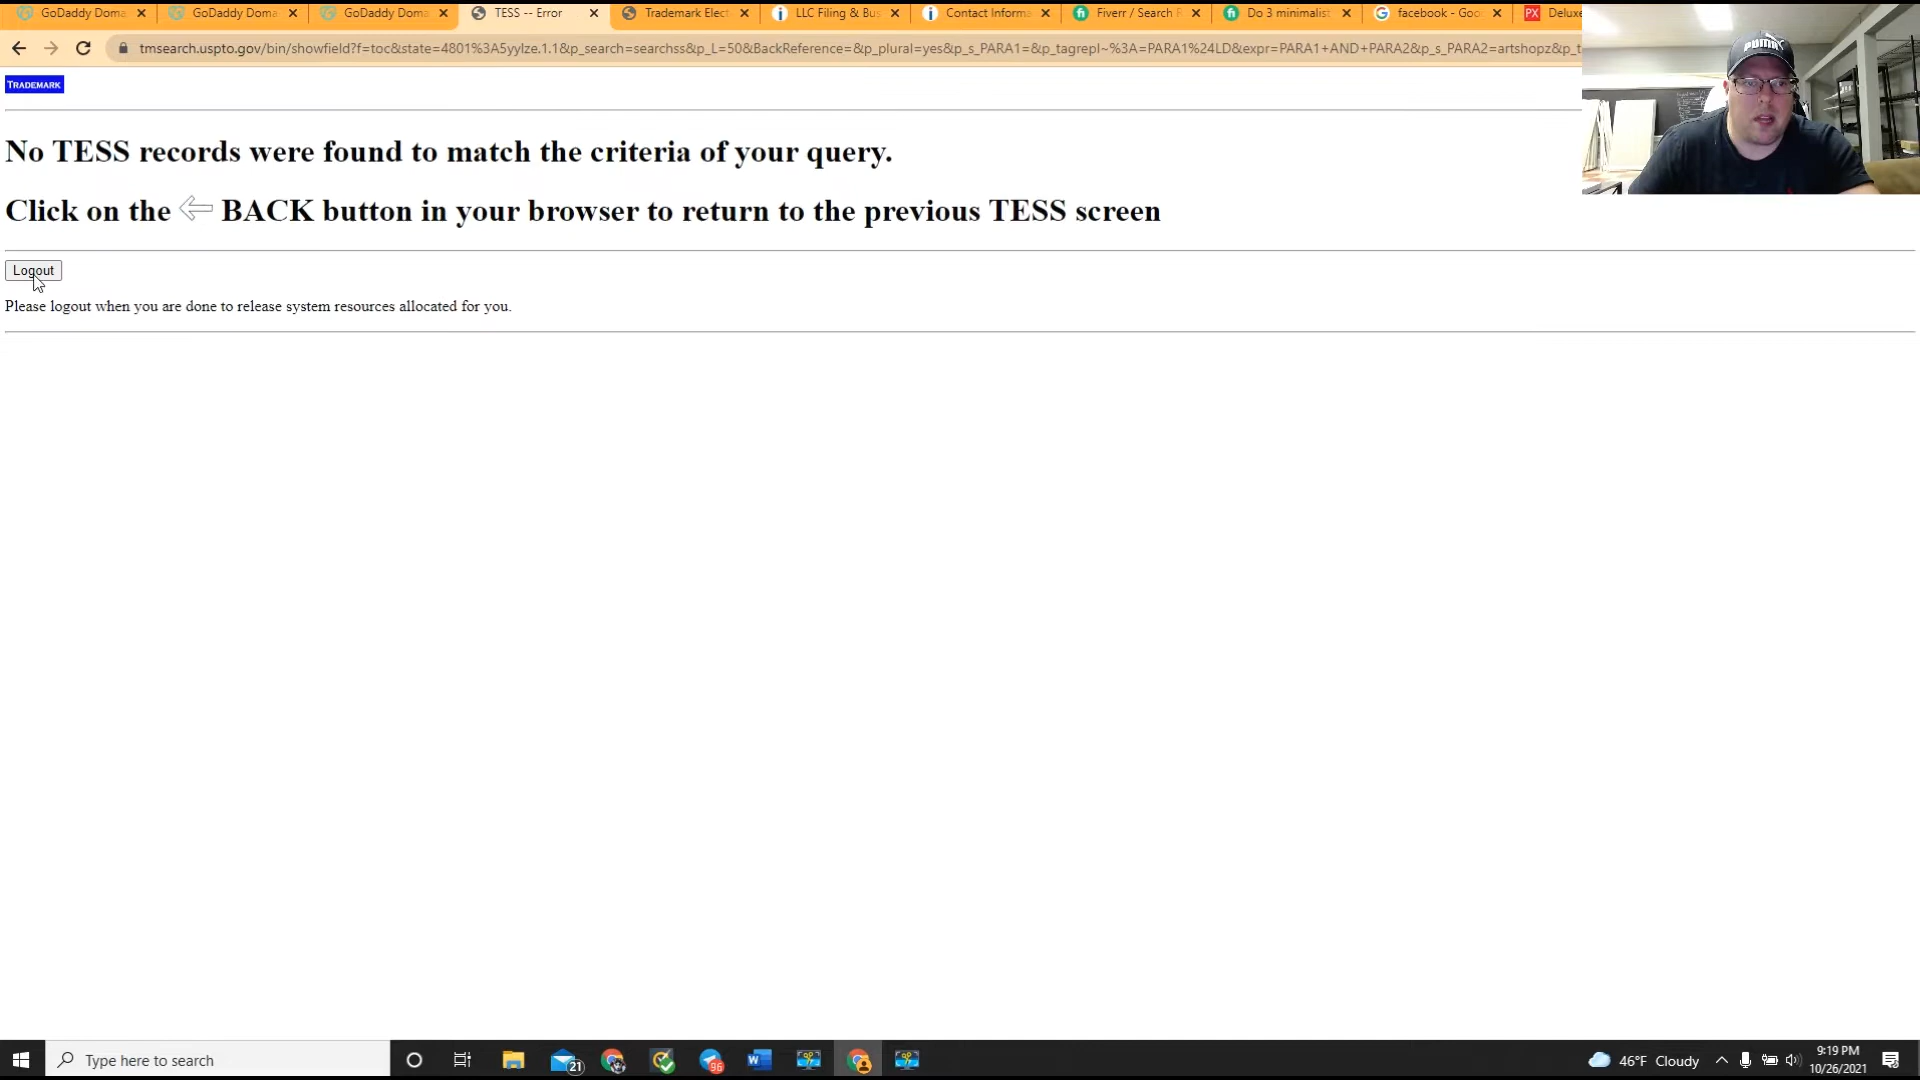 GoDaddy Doma
GoDaddy Doma
GoDaddy Doma
TESS -- Error
Trademark Elect
LLC Filing & Bus
Contact Informa
Fiverr / Search R
Do 3 minimalist
facebook - Goo
PX Deluxe
tmsearch.uspto.gov/bin/showfield?f=toc&state=4801%3A5yylze.1.1&p_search=searchss&p_L=50&BackReference=&p_plural=yes&p_s_PARA1=&p_tagrepl~%3A=PARA1%24LD&expr=PARA1+AND+PARA2&p_s_PARA2=artshopz&p_t
PUMA
TRADEMARK
No TESS records were found to match the criteria of your query.
Click on the BACK button in your browser to return to the previous TESS screen
Logout
Please logout when you are done to release system resources allocated for you.
Type here to search
21
96
46°F Cloudy
9:19 PM
10/26/2021